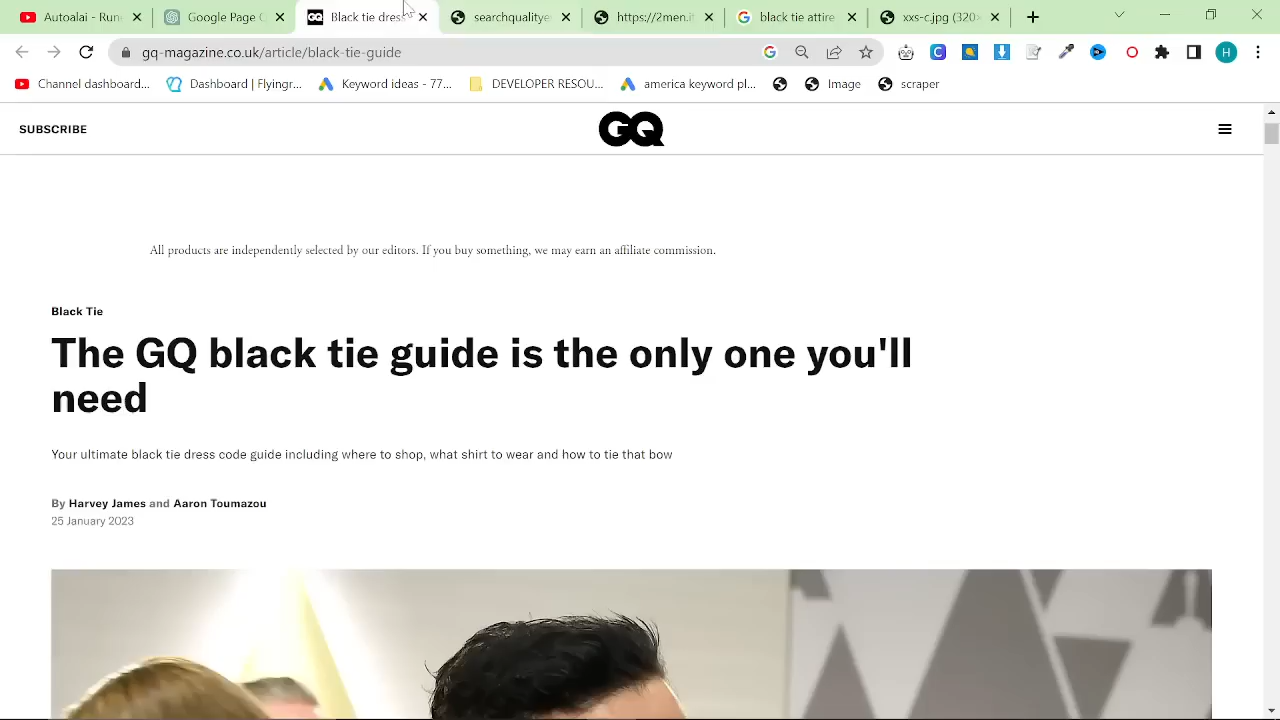 Automate - Run
Google Page C
Black tie dres
searchquality
https://2men.it
black tie attire
sxs-cjpg (320×
gq-magazine.co.uk/article/black-tie-guide
H
Channel dashboard...
Dashboard | Flyingr...
Keyword ideas - 77...
DEVELOPER RESOU...
america keyword pl...
Image
scraper
SUBSCRIBE
GQ
All products are independently selected by our editors. If you buy something, we may earn an affiliate commission.
Black Tie
The GQ black tie guide is the only one you'll
need
Your ultimate black tie dress code guide including where to shop, what shirt to wear and how to tie that bow
By Harvey James and Aaron Toumazou
25 January 2023